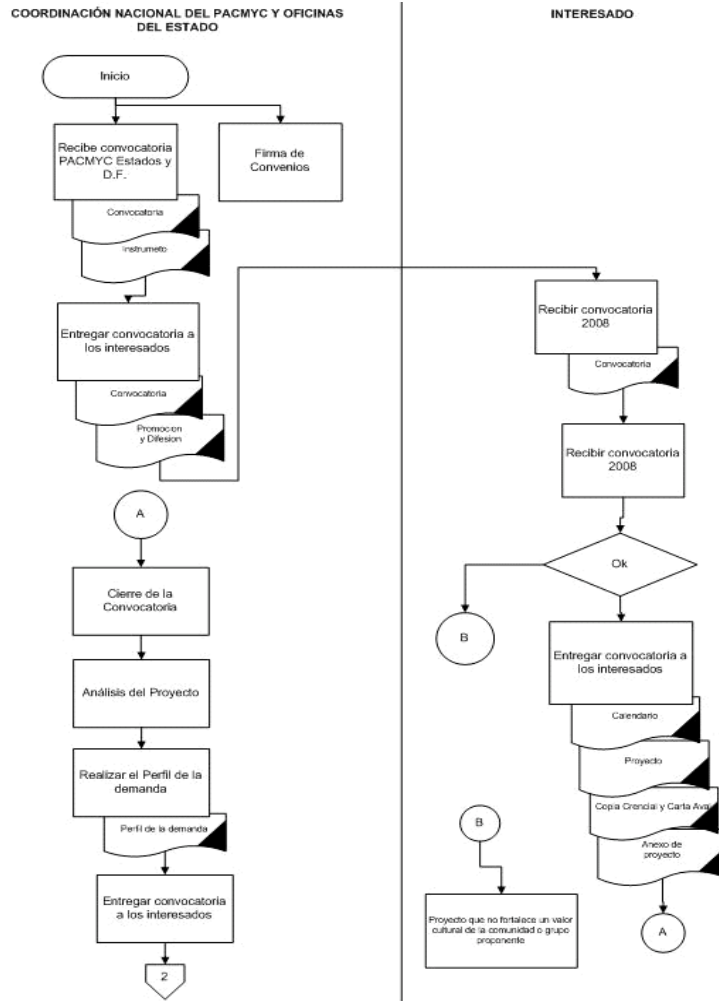 COORDINACIÓN NACIONAL DEL PACMYC Y OFICINAS
DEL ESTADO
Inicio
Recibe convocatoria
PACMYC Estados y
D.F.
Firma de
Convenios
Convocatoria
Instrumeto
Entregar convocatoria a
los interesados
Convocatoria
Promocion
y Difesion
A
Cierre de la
Convocatoria
Análisis del Proyecto
Realizar el Perfil de la
demanda
Perfil de la demanda
Entregar convocatoria
a los interesados
2
INTERESADO
Recibir convocatoria
2008
Convocatoria
Recibir convocatoria
2008
Ok
B
Entregar convocatoria a
los interesados
Calendario
Proyecto
Copia Crencial y Carta Aval
Anexo de
proyecto
A
B
Proyecto que no fortalece un valor
cultural de la comunidad o grupo
proponente